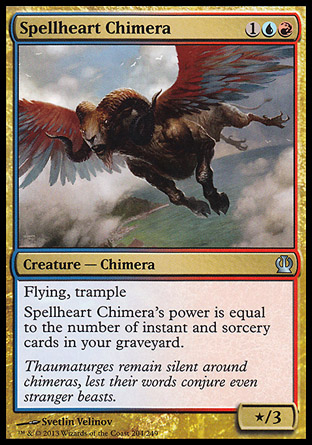 Spellheart Chimera 1
Creature — Chimera
Flying, trample
Spellheart Chimera's power is equal
to the number of instant and sorcery
cards in your graveyard.
Thaumaturges remain silent around
chimeras, lest their words conjure even
stranger beasts.
Svetlin Velinov
™ & © 2013 Wizards of the Coast 204/249
★/3